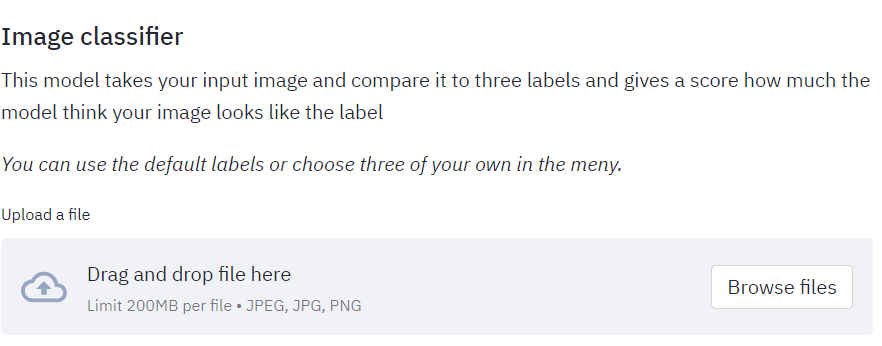 Image classifier
This model takes your input image and compare it to three labels and gives a score how much the
model think your image looks like the label
You can use the default labels or choose three of your own in the meny.
Upload a file
Drag and drop file here
Limit 200MB per file • JPEG, JPG, PNG
Browse files